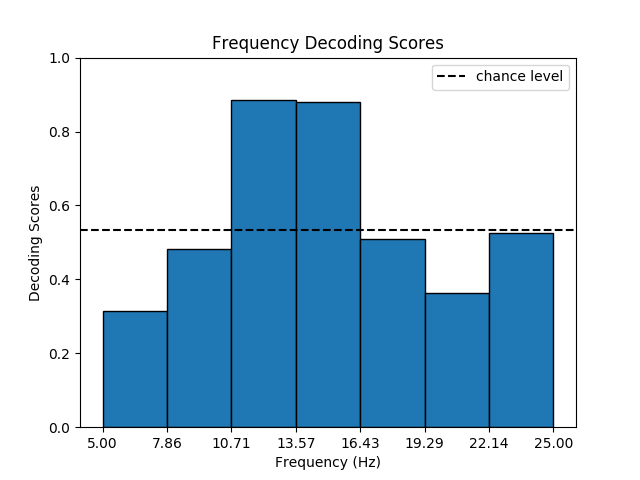 Frequency Decoding Scores
chance level
1.0
0.8
0.6
0.4
0.2
0.0
Decoding Scores
5.00 7.86 10.71 13.57 16.43 19.29 22.14 25.00
Frequency (Hz)